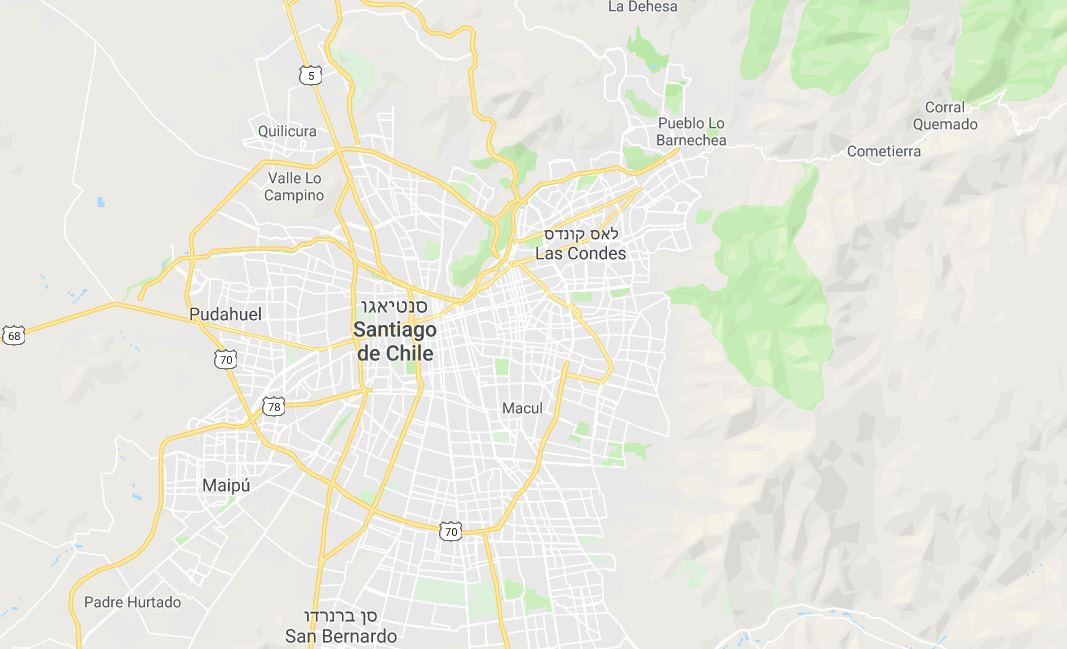 La Dehesa
5
Corral
Quemado
Pueblo Lo
Barnechea
Quilicura
Cometierra
Valle Lo
Campino
לאס קונדס
Las Condes
סנטיאגו
Santiago
de Chile
Pudahuel
68
70
78
Macul
Maipú
70
Padre Hurtado
סן ברנרדו
San Bernardo